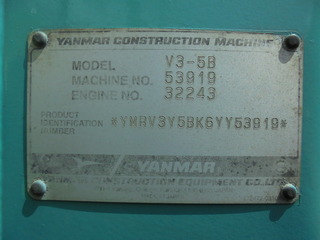 YANMAR CONSTRUCTION MACHINE
MODEL V3-5B
MACHINE NO. 53919
ENGINE NO. 32243
PRODUCT
IDENTIFICATION *YNBV3Y5BK6YY53919*
NUMBER
YANMAR
CONSTRUCTION EQUIPMENT CO.,LTD.